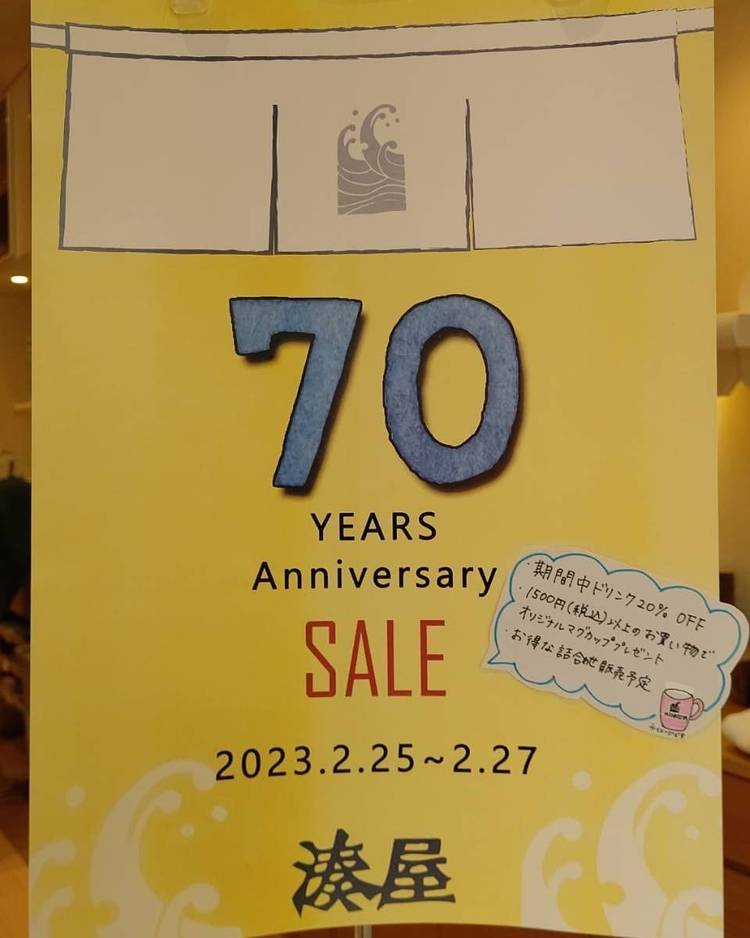 70
YEARS
Anniversary
SALE
・期間中ドリンク20% OFF
・1500円(税込)以上のお買い物で
オリジナルマグカッププレゼント
・お得な詰合せ販売予定
2023.2.25~2.27
湊屋